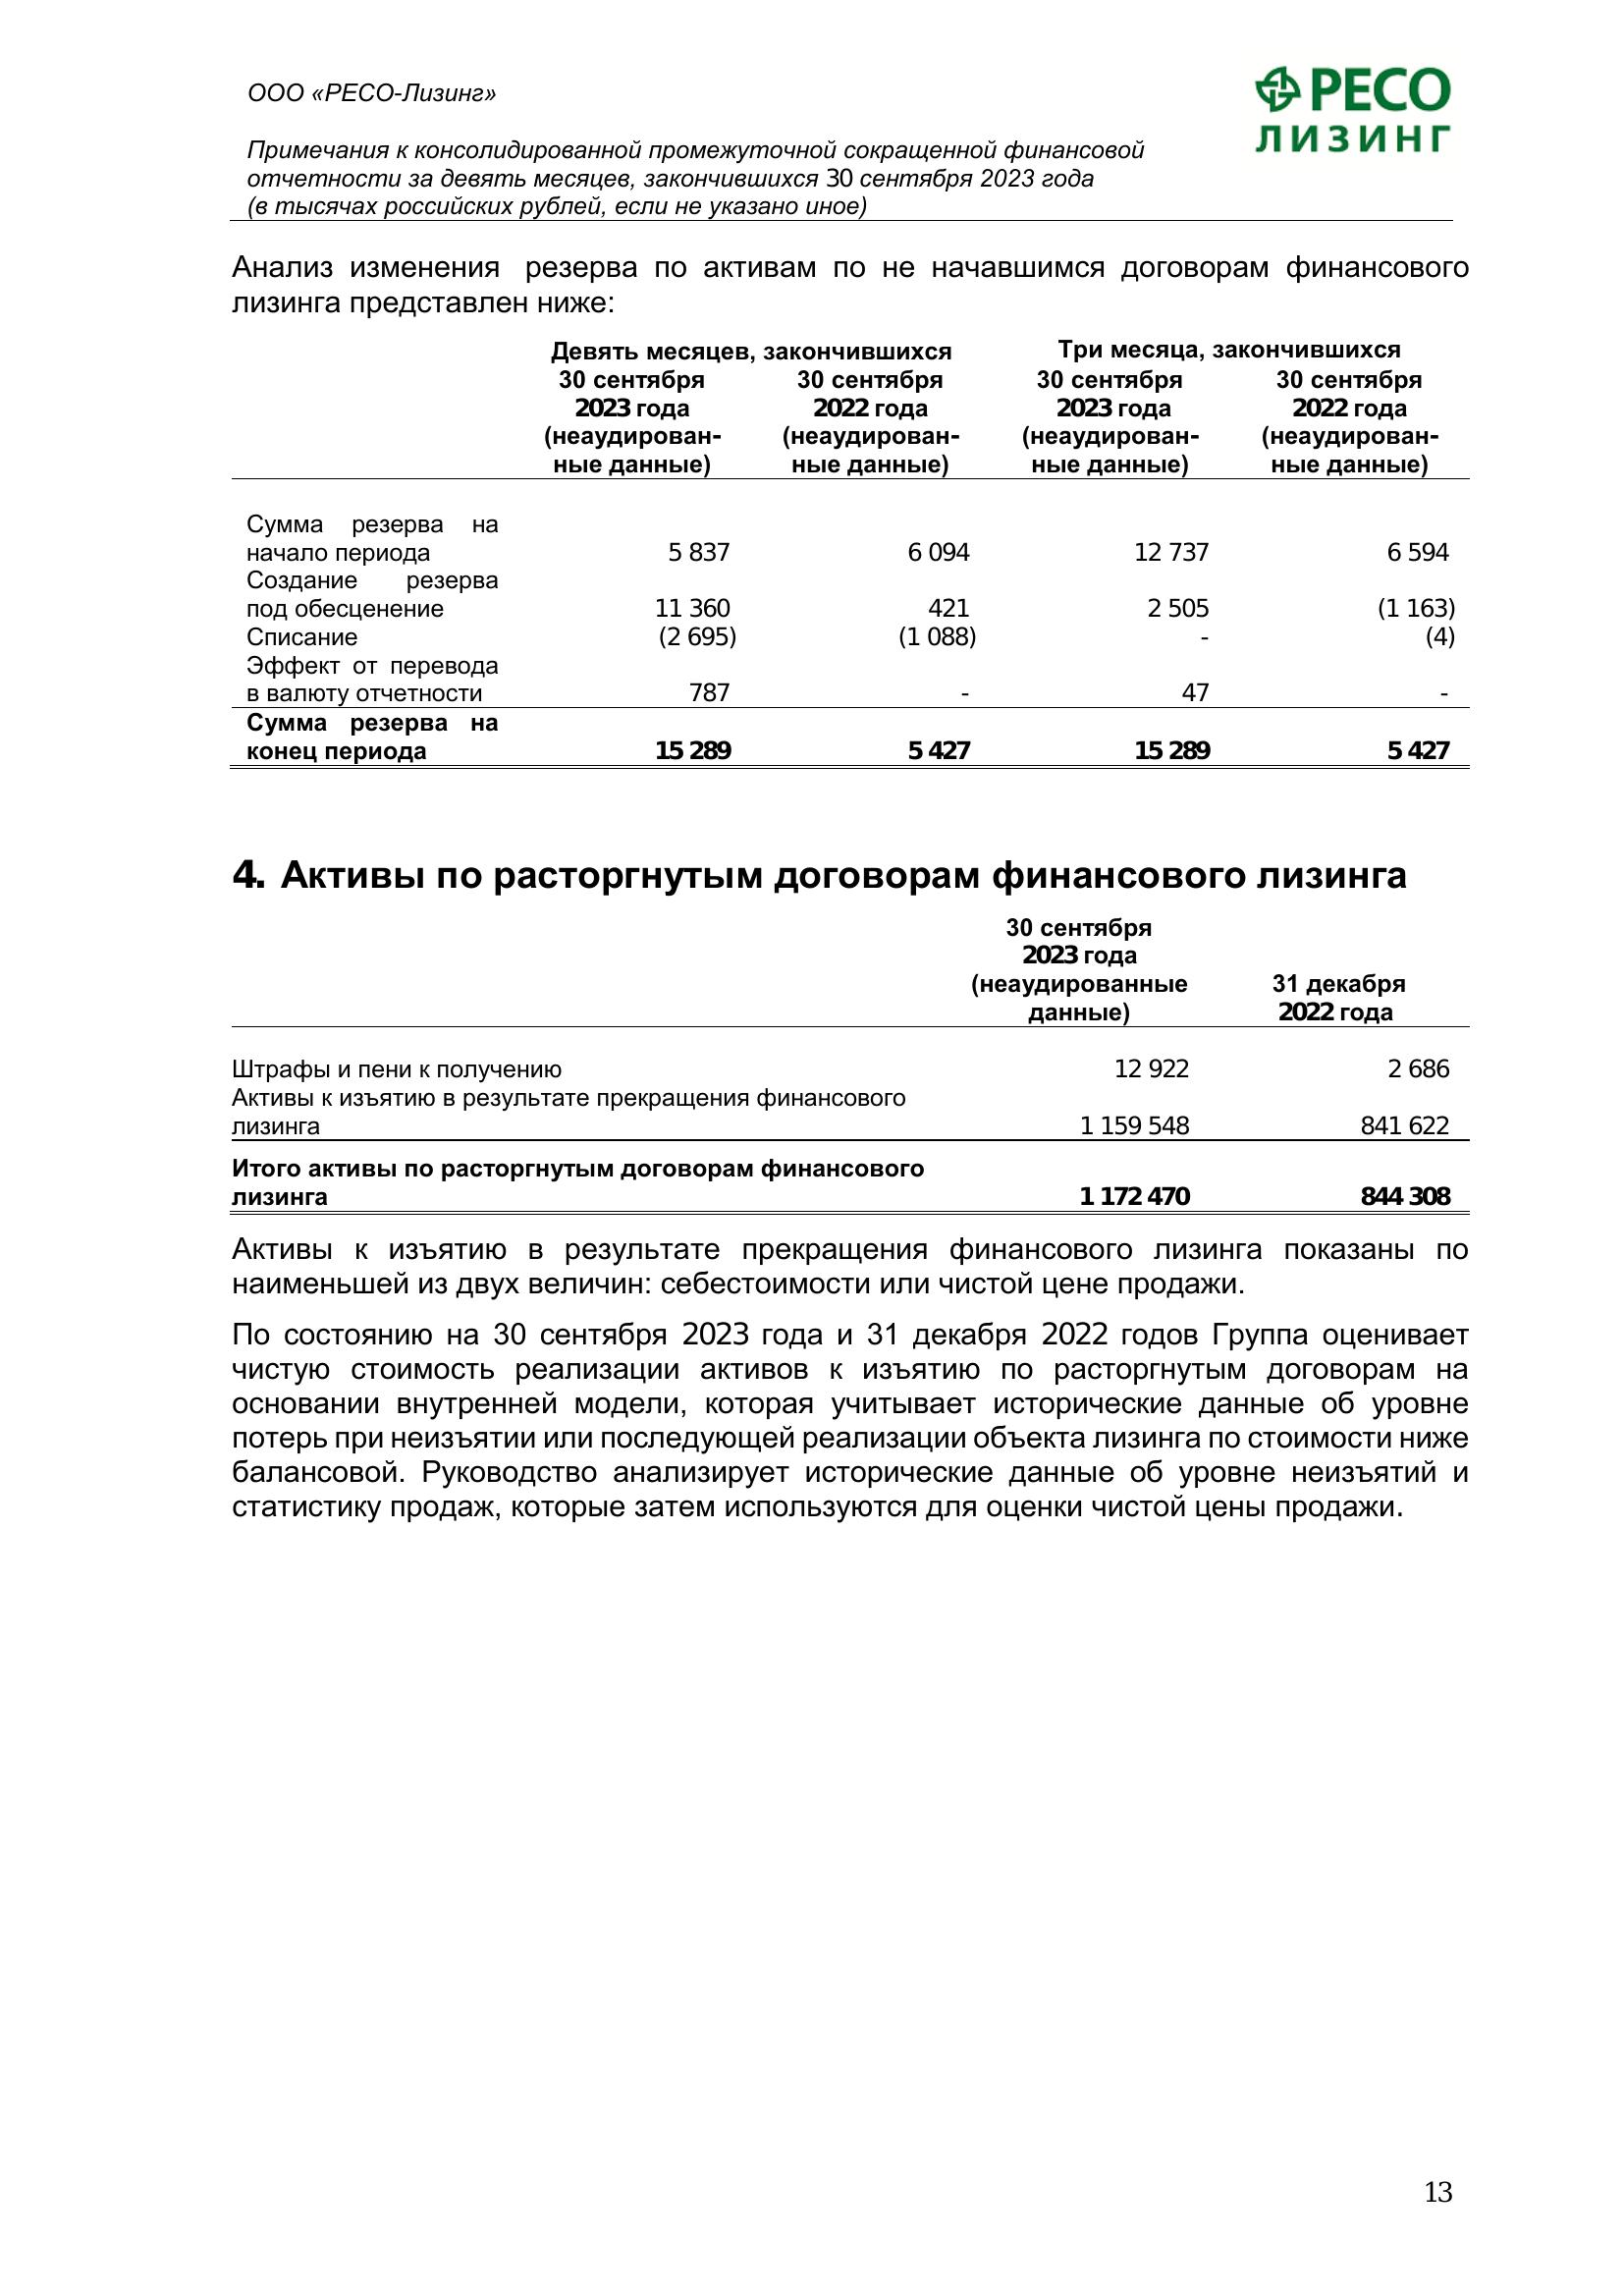 ООО «РЕСО-Лизинг»
РЕСО
ЛИЗИНГ
Примечания к консолидированной промежуточной сокращенной финансовой
отчетности за девять месяцев, закончившихся 30 сентября 2023 года
(в тысячах российских рублей, если не указано иное)
Анализ изменения резерва по активам по не начавшимся договорам финансового
лизинга представлен ниже:
Девять месяцев, закончившихся Три месяца, закончившихся
30 сентября 30 сентября 30 сентября 30 сентября
2023 года 2022 года 2023 года 2022 года
(неаудирован- (неаудирован- (неаудирован- (неаудирован-
ные данные) ные данные) ные данные) ные данные)
Сумма резерва на
начало периода 5 837 6 094 12 737 6 594
Создание резерва
под обесценение 11 360 421 2 505 (1 163)
Списание (2 695) (1 088) - (4)
Эффект от перевода
в валюту отчетности 787 - 47 -
Сумма резерва на
конец периода 15 289 5 427 15 289 5 427
4. Активы по расторгнутым договорам финансового лизинга
30 сентября
2023 года
(неаудированные 31 декабря
данные) 2022 года
Штрафы и пени к получению 12 922 2 686
Активы к изъятию в результате прекращения финансового
лизинга 1 159 548 841 622
Итого активы по расторгнутым договорам финансового
лизинга 1 172 470 844 308
Активы к изъятию в результате прекращения финансового лизинга показаны по
наименьшей из двух величин: себестоимости или чистой цене продажи.
По состоянию на 30 сентября 2023 года и 31 декабря 2022 годов Группа оценивает
чистую стоимость реализации активов к изъятию по расторгнутым договорам на
основании внутренней модели, которая учитывает исторические данные об уровне
потерь при неизъятии или последующей реализации объекта лизинга по стоимости ниже
балансовой. Руководство анализирует исторические данные об уровне неизъятий и
статистику продаж, которые затем используются для оценки чистой цены продажи.
13